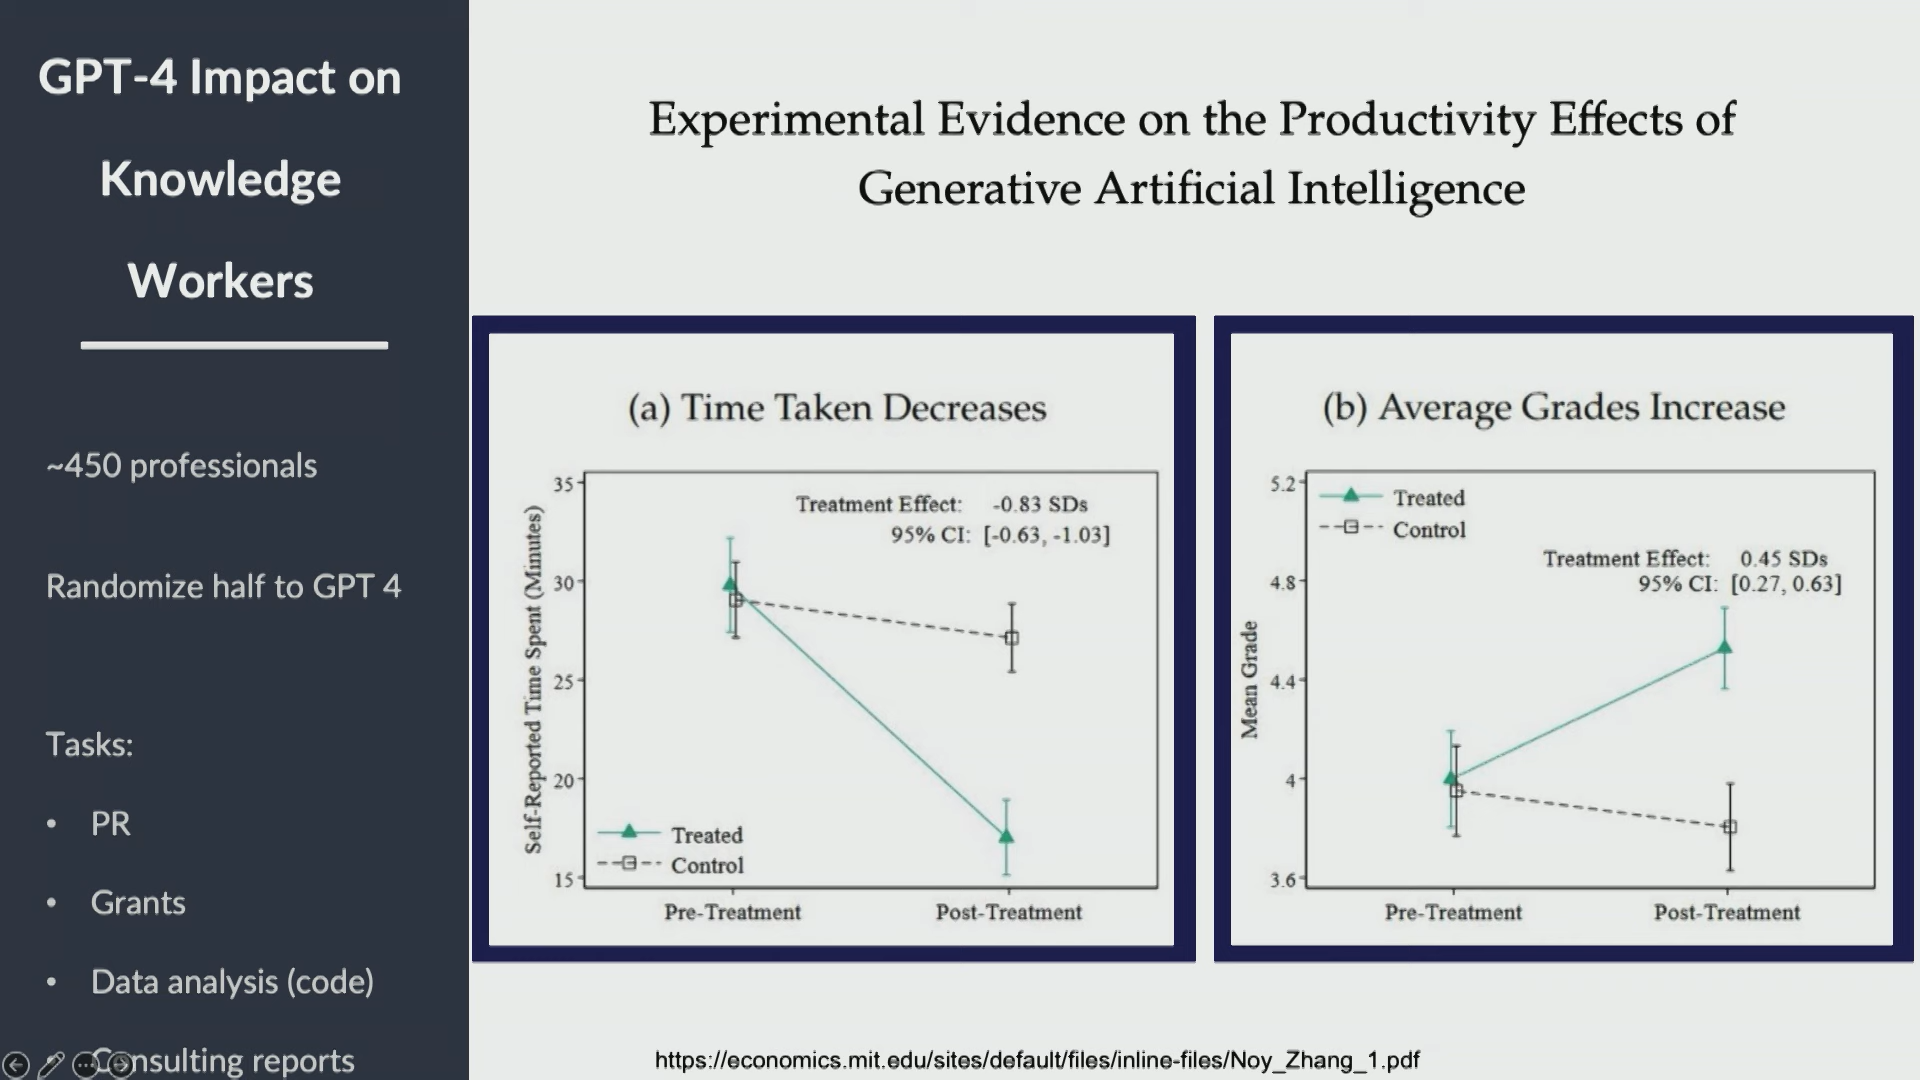 GPT-4 Impact on
Knowledge
Workers
~450 professionals
Randomize half to GPT 4
Tasks:
• PR
• Grants
• Data analysis (code)
• Consulting reports
Experimental Evidence on the Productivity Effects of
Generative Artificial Intelligence
(a) Time Taken Decreases
Self-Reported Time Spent (Minutes)
35
30
25
20
15
Treatment Effect: -0.83 SDs
95% CI: [-0.63, -1.03]
Treated
Control
Pre-Treatment Post-Treatment
(b) Average Grades Increase
Mean Grade
5.2
4.8
4.4
4
3.6
Treated
Control
Treatment Effect: 0.45 SDs
95% CI: [0.27, 0.63]
Pre-Treatment Post-Treatment
https://economics.mit.edu/sites/default/files/inline-files/Noy_Zhang_1.pdf